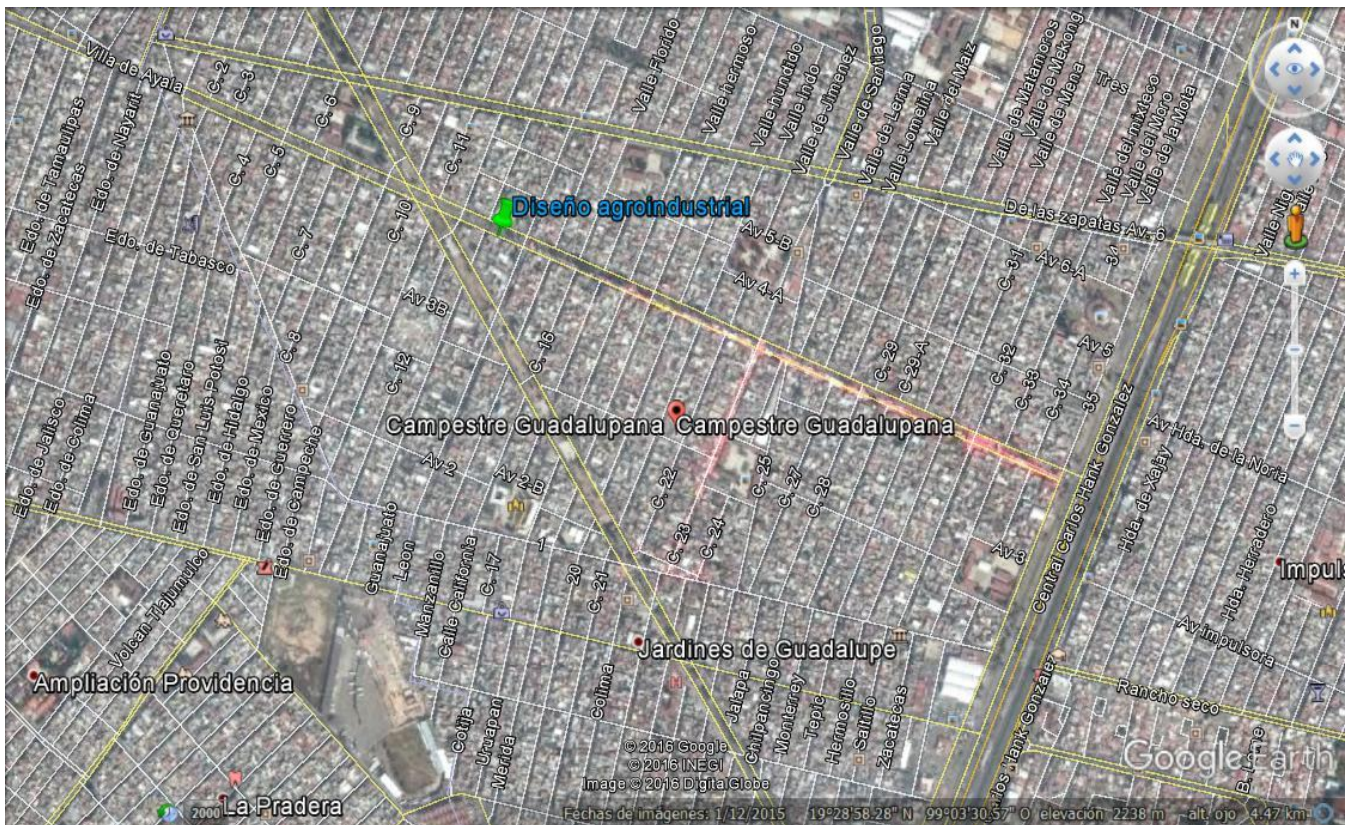 N
Villa de Ayala
C. 2
C. 3
C. 6
C. 9
C. 11
Valle Florido
Valle hermoso
Valle hundido
Valle Indo
Valle de Jimenez
Valle de Santiago
Valle de Lerma
Valle Lomelina
Valle del Maiz
Valle de Matamoros
Valle de Mekong
Valle de Mena
Tres
Valle del mixteco
Valle del Moro
Valle de la Mota
Edo. de Tamaulipas
Edo. de Zacatecas
Edo. de Nayarit
C. 4
C. 5
C. 7
C. 10
Diseño agroindustrial
Av 5-B
De las zapatas Av. 6
Edo. de Tabasco
Av 3B
Av 4-A
C. 31
Av 6-A
34
C. 8
C. 12
C. 16
C. 29
C 29-A
C. 32
C. 33
C. 34
35
Av 5
Edo. de Jalisco
Edo. de Colima
Edo. de Guanajuato
Edo. de Queretaro
Edo. de San Luis Potosi
Edo. de Hidalgo
Edo. de Mexico
Edo. de Guerrero
Edo. de campeche
Campestre Guadalupana
Campestre Guadalupana
Av 2
Av 2 B
C. 22
C. 23
C. 24
C. 25
C. 27
C. 28
Av 3
Central Carlos Hank Gonzalez
Av Hda. de la Noria
Hda. de Xajay
Hda. Herradero
Av impulsora
Guanajuato
Leon
Manzanillo
Calle California
C. 17
1
20
C. 21
Jardines de Guadalupe
Volcan Tlajumulco
Ampliación Providencia
Cotija
Uruapan
Merida
Colima
Jalapa
Chilpancingo
Monterrey
Tepic
Hermosillo
Saltillo
Zacatecas
Carlos Hank Gonzalez
Rancho seco
La Pradera
2000
© 2016 Google
© 2016 INEGI
Image © 2016 DigitalGlobe
Google Earth
Fechas de imágenes: 1/12/2015 19°28'58.28" N 99°03'30.57" O elevación 2238 m alt. ojo 4.47 km